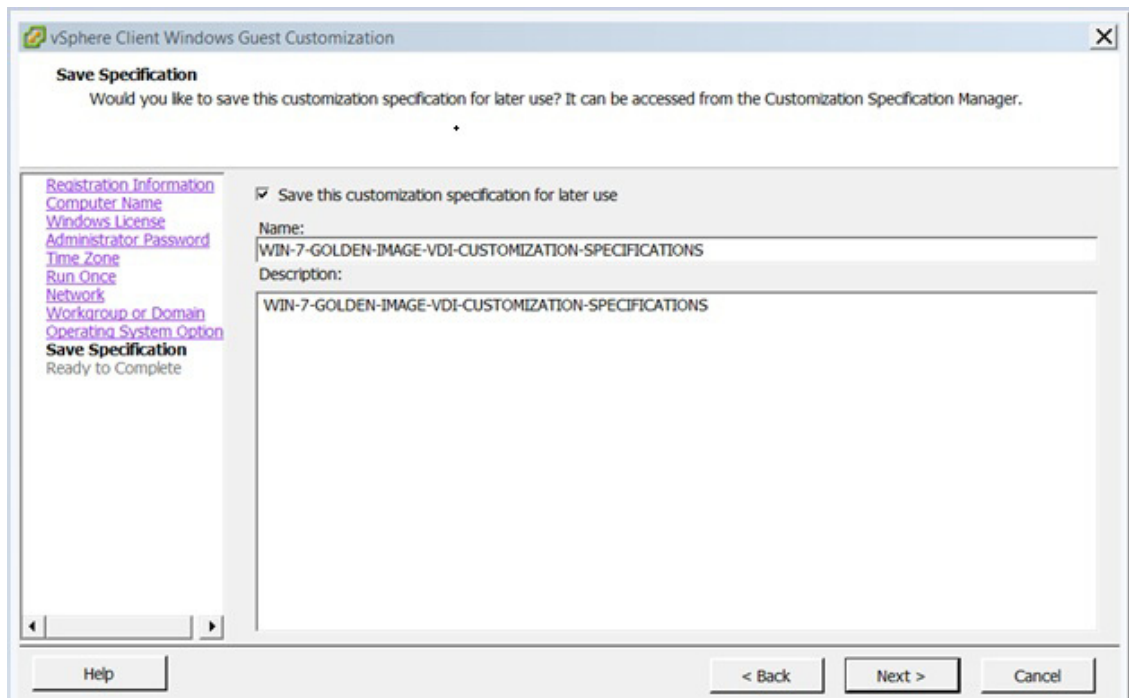 vSphere Client Windows Guest Customization
Save Specification
Would you like to save this customization specification for later use? It can be accessed from the Customization Specification Manager.
Registration Information
Computer Name
Windows License
Administrator Password
Time Zone
Run Once
Network
Workgroup or Domain
Operating System Option
Save Specification
Ready to Complete
Save this customization specification for later use
Name:
WIN-7-GOLDEN-IMAGE-VDI-CUSTOMIZATION-SPECIFICATIONS
Description:
WIN-7-GOLDEN-IMAGE-VDI-CUSTOMIZATION-SPECIFICATIONS
Help
< Back
Next >
Cancel